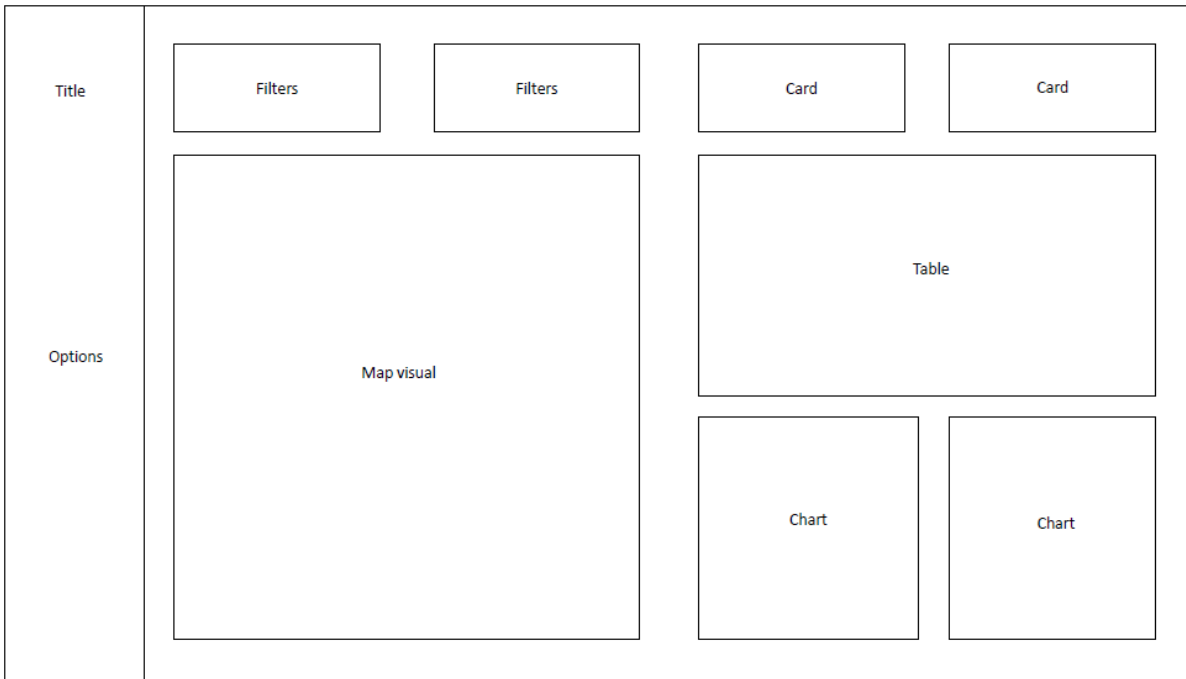 Title
Filters
Filters
Card
Card
Table
Options
Map visual
Chart
Chart